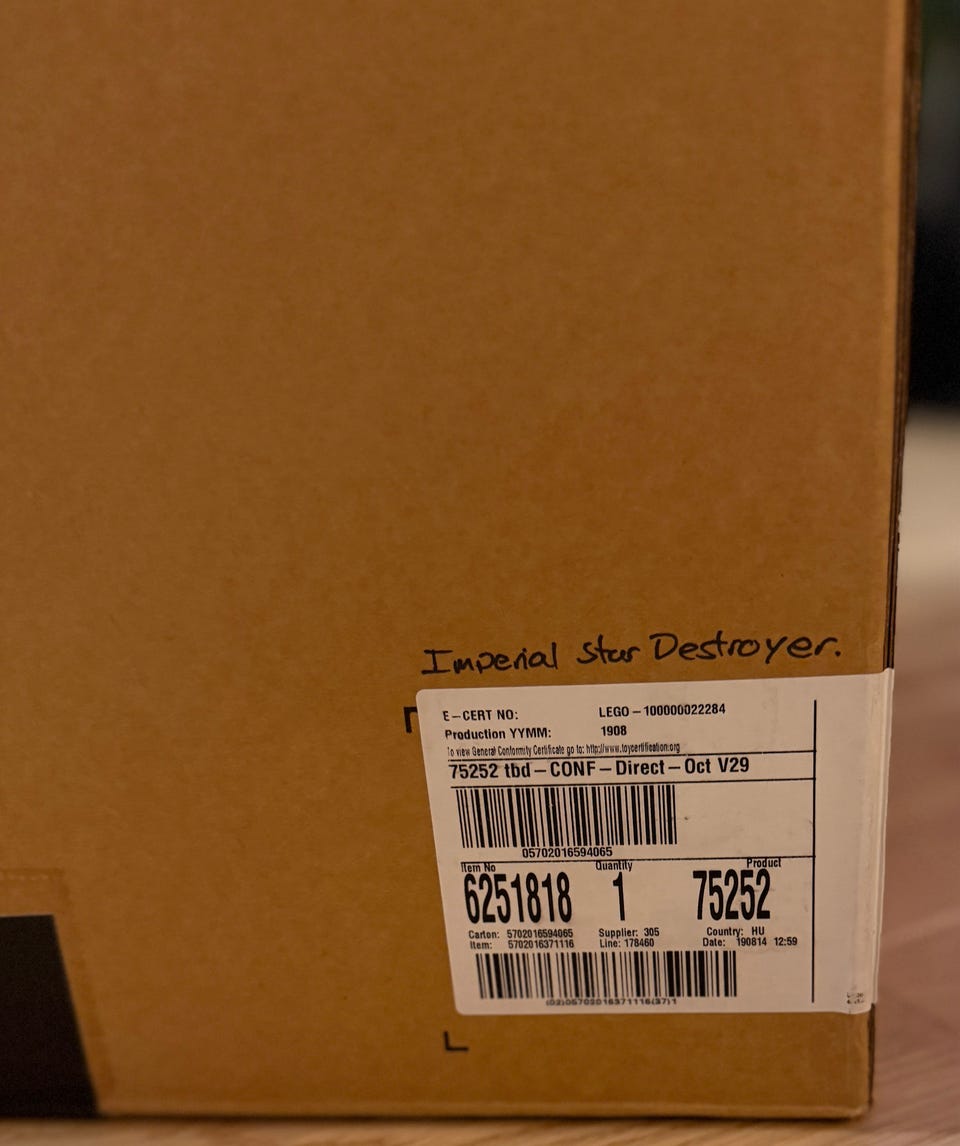 Imperial Star Destroyer.
E-CERT NO: LEGO-100000022284
Production YYMM: 1908
To view General Conformity Certificate go to: http://www.toycertification.org
75252 tbd-CONF-Direct-Oct V29
05702016594065
Item No Quantity Product
6251818 1 75252
Carton: 5702016594065 Supplier: 305 Country: HU
Item: 5702016371116 Line: 178460 Date: 190814 12:59
(02)05702016371116(37)1